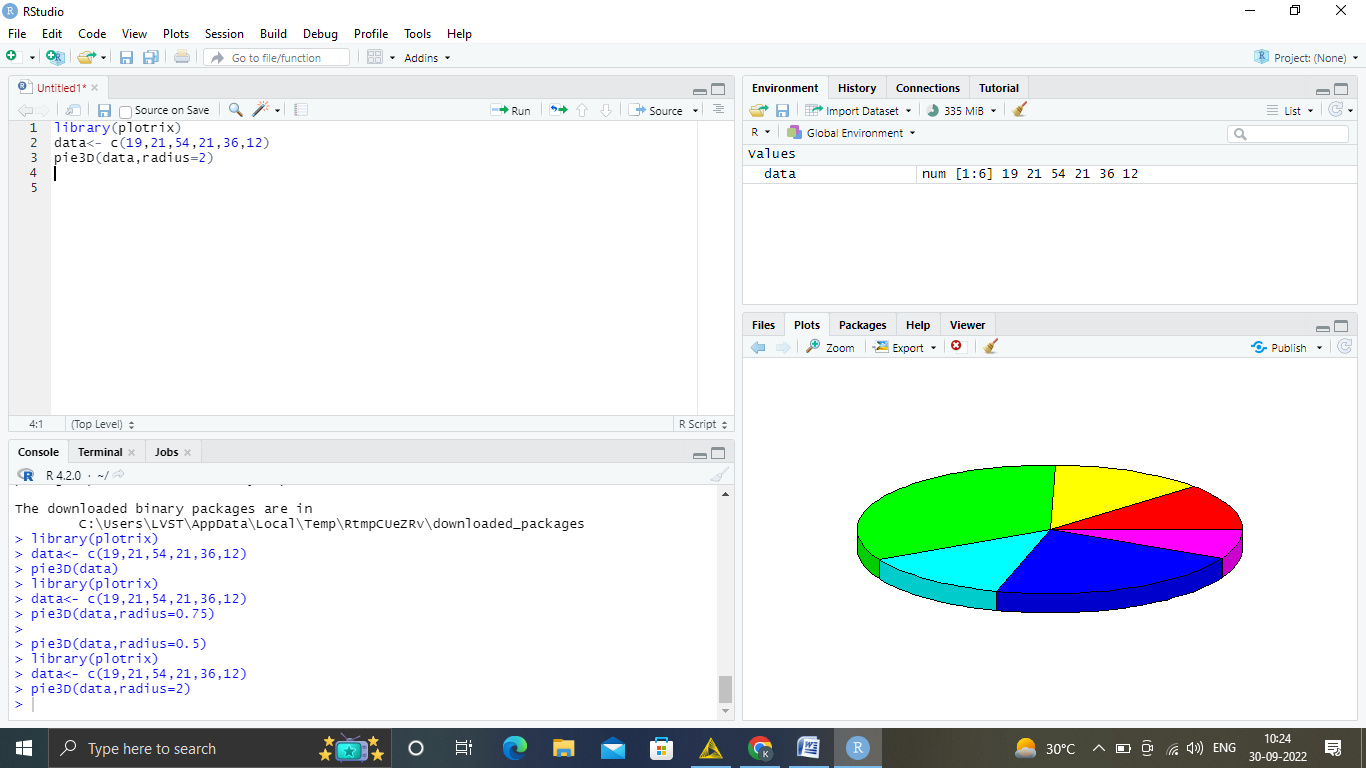 RStudio
File Edit Code View Plots Session Build Debug Profile Tools Help
Go to file/function Addins Project: (None)
Untitled1*
Source on Save Run Source
1 library(plotrix)
2 data<- c(19,21,54,21,36,12)
3 pie3D(data,radius=2)
4
5
4:1 (Top Level) R Script
Console Terminal Jobs
R 4.2.0 · ~/
The downloaded binary packages are in
C:\Users\LVST\AppData\Local\Temp\RtmpCUeZRv\downloaded_packages
> library(plotrix)
> data<- c(19,21,54,21,36,12)
> pie3D(data)
> library(plotrix)
> data<- c(19,21,54,21,36,12)
> pie3D(data,radius=0.75)
>
> pie3D(data,radius=0.5)
> library(plotrix)
> data<- c(19,21,54,21,36,12)
> pie3D(data,radius=2)
>
Environment History Connections Tutorial
Import Dataset 335 MiB List
R Global Environment
Values
data num [1:6] 19 21 54 21 36 12
Files Plots Packages Help Viewer
Zoom Export Publish
Type here to search
30°C ENG 10:24
30-09-2022